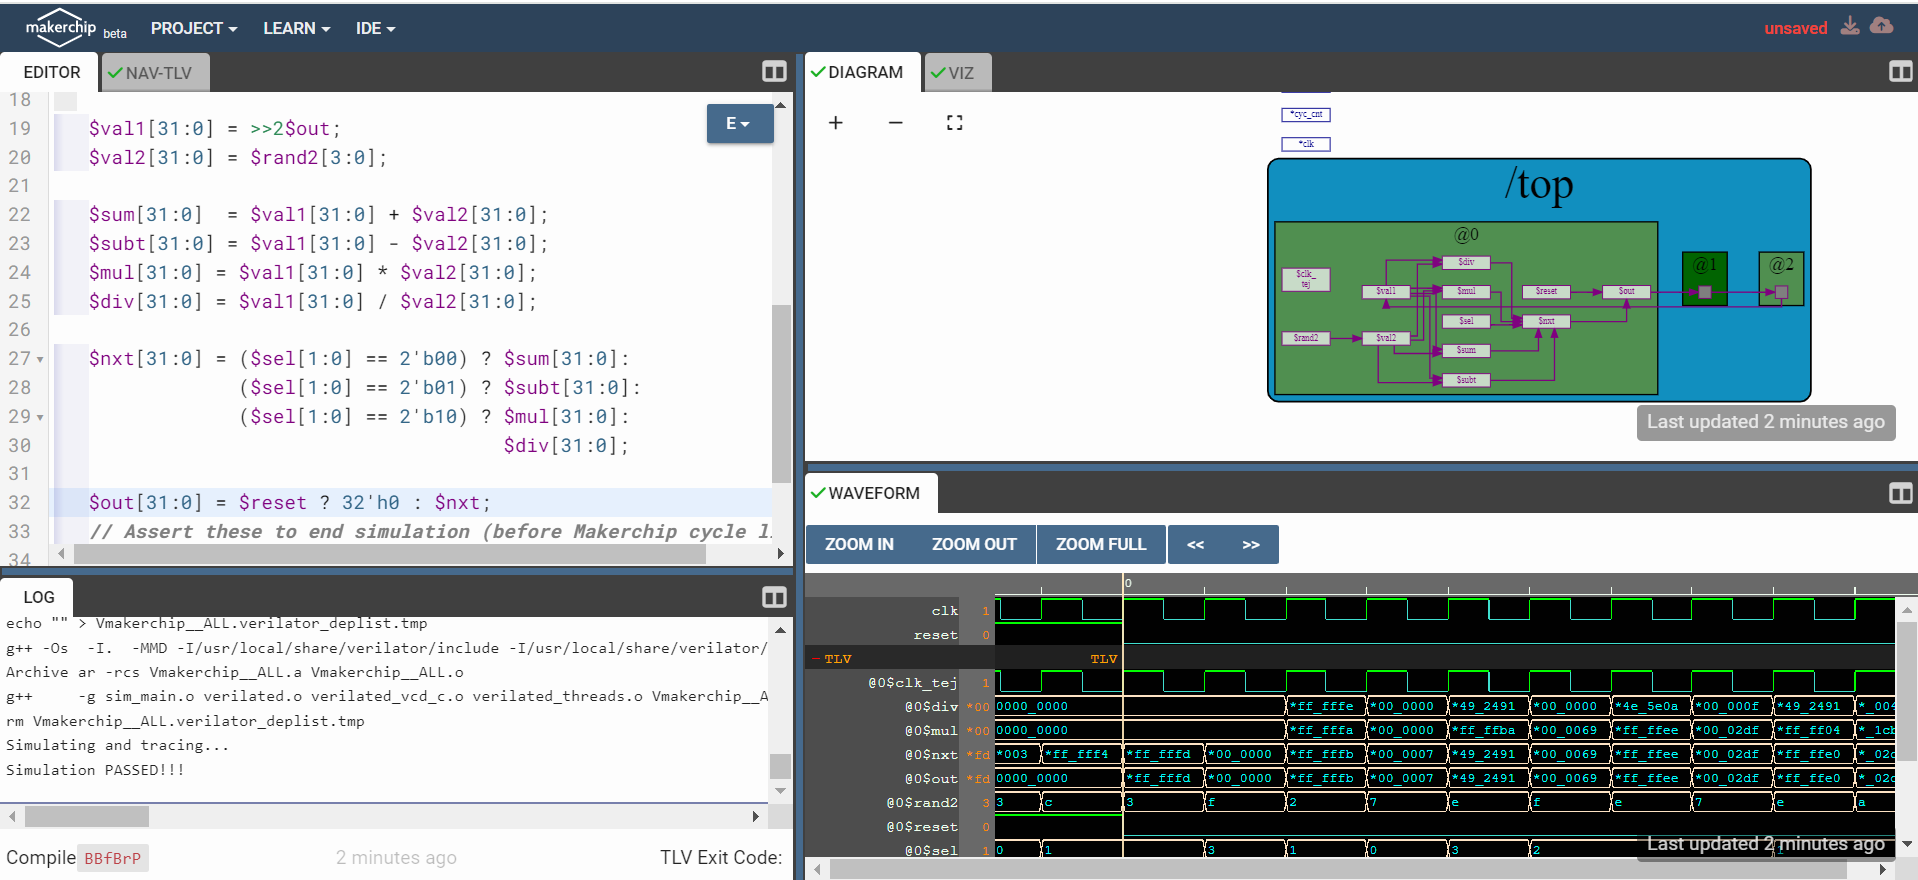 makerchip beta PROJECT LEARN IDE unsaved
EDITOR NAV-TLV
18
19 $val1[31:0] = >>2$out;
20 $val2[31:0] = $rand2[3:0];
21
22 $sum[31:0] = $val1[31:0] + $val2[31:0];
23 $subt[31:0] = $val1[31:0] - $val2[31:0];
24 $mul[31:0] = $val1[31:0] * $val2[31:0];
25 $div[31:0] = $val1[31:0] / $val2[31:0];
26
27 $nxt[31:0] = ($sel[1:0] == 2'b00) ? $sum[31:0]:
28 ($sel[1:0] == 2'b01) ? $subt[31:0]:
29 ($sel[1:0] == 2'b10) ? $mul[31:0]:
30 $div[31:0];
31
32 $out[31:0] = $reset ? 32'h0 : $nxt;
33 // Assert these to end simulation (before Makerchip cycle l
34
E
LOG
echo "" > Vmakerchip__ALL.verilator_deplist.tmp
g++ -Os -I. -MMD -I/usr/local/share/verilator/include -I/usr/local/share/verilator/
Archive ar -rcs Vmakerchip__ALL.a Vmakerchip__ALL.o
g++ -g sim_main.o verilated.o verilated_vcd_c.o verilated_threads.o Vmakerchip__A
rm Vmakerchip__ALL.verilator_deplist.tmp
Simulating and tracing...
Simulation PASSED!!!
Compile BBfBrP 2 minutes ago TLV Exit Code:
DIAGRAM VIZ
+ −
*cyc_cnt
*clk
/top
@0
@1
@2
$clk_tej
$div
$val1
$mul
$reset
$out
$sel
$nxt
$rand2
$val2
$sum
$subt
Last updated 2 minutes ago
WAVEFORM
ZOOM IN ZOOM OUT ZOOM FULL << >>
0
clk 1
reset 0
− TLV TLV
@0$clk_tej 1
@0$div *00 0000_0000 *ff_fffe *00_0000 *49_2491 *00_0000 *4e_5e0a *00_000f *49_2491 *_004
@0$mul *00 0000_0000 *ff_fffa *00_0000 *ff_ffba *00_0069 *ff_ffee *00_02df *ff_ff04 *_1cb
@0$nxt *fd *003 *ff_fff4 *ff_fffd *00_0000 *ff_fffb *00_0007 *49_2491 *00_0069 *ff_ffee *00_02df *ff_ffe0 *_02c
@0$out *fd 0000_0000 *ff_fffd *00_0000 *ff_fffb *00_0007 *49_2491 *00_0069 *ff_ffee *00_02df *ff_ffe0 *_02c
@0$rand2 3 3 c 3 f 2 7 e f e 7 e a
@0$reset 0
@0$sel 1 0 1 3 1 0 3 2
Last updated 2 minutes ago